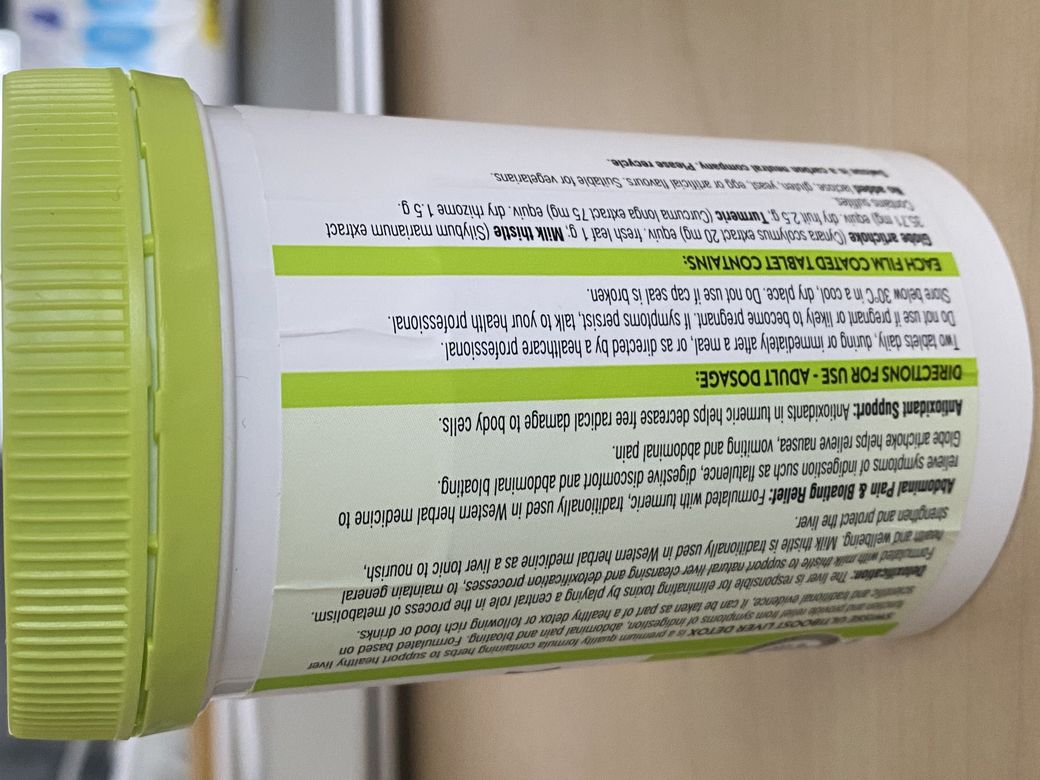 SWISSE ULTIBOOST LIVER DETOX is a premium quality formula containing herbs to support healthy liver
function and provide relief from symptoms of indigestion, abdominal pain and bloating. Formulated based on
scientific and traditional evidence, it can be taken as part of a healthy detox or following rich food or drinks.
Detoxification: The liver is responsible for eliminating toxins by playing a central role in the process of metabolism.
Formulated with milk thistle to support natural liver cleansing and detoxification processes, to maintain general
health and wellbeing. Milk thistle is traditionally used in Western herbal medicine as a liver tonic to nourish,
strengthen and protect the liver.
Abdominal Pain & Bloating Relief: Formulated with turmeric, traditionally used in Western herbal medicine to
relieve symptoms of indigestion such as flatulence, digestive discomfort and abdominal bloating.
Globe artichoke helps relieve nausea, vomiting and abdominal pain.
Antioxidant Support: Antioxidants in turmeric helps decrease free radical damage to body cells.
DIRECTIONS FOR USE - ADULT DOSAGE:
Two tablets daily, during or immediately after a meal, or as directed by a healthcare professional.
Do not use if pregnant or likely to become pregnant. If symptoms persist, talk to your health professional.
Store below 30°C in a cool, dry place. Do not use if cap seal is broken.
EACH FILM COATED TABLET CONTAINS:
Globe artichoke (Cynara scolymus extract 20 mg) equiv. fresh leaf 1 g; Milk thistle (Silybum marianum extract
35.71 mg) equiv. dry fruit 2.5 g. Turmeric (Curcuma longa extract 75 mg) equiv. dry rhizome 1.5 g.
Contains sulfites.
No added lactose, gluten, yeast, egg or artificial flavours. Suitable for vegetarians.
Swisse is a carbon neutral company. Please recycle.